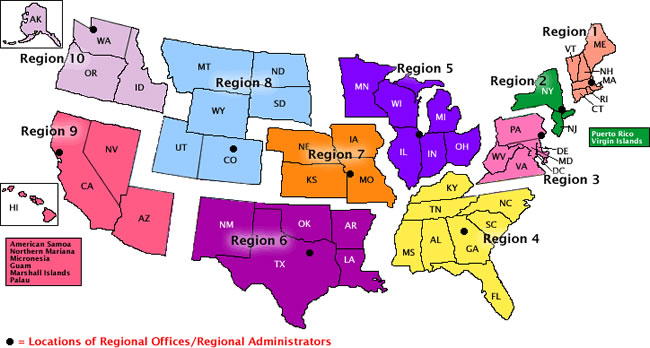 AK
WA
Region 10
OR
ID
MT
ND
Region 8
SD
WY
UT
CO
Region 5
MN
WI
MI
IL
IN
OH
Region 1
VT
ME
NH
MA
RI
CT
Region 2
NY
NJ
Puerto Rico
Virgin Islands
Region 9
NV
CA
AZ
HI
American Samoa
Northern Mariana
Micronesia
Guam
Marshall Islands
Palau
NE
IA
Region 7
KS
MO
PA
WV
VA
DE
MD
DC
Region 3
NM
OK
AR
Region 6
TX
LA
KY
TN
NC
SC
MS
AL
GA
Region 4
FL
= Locations of Regional Offices/Regional Administrators